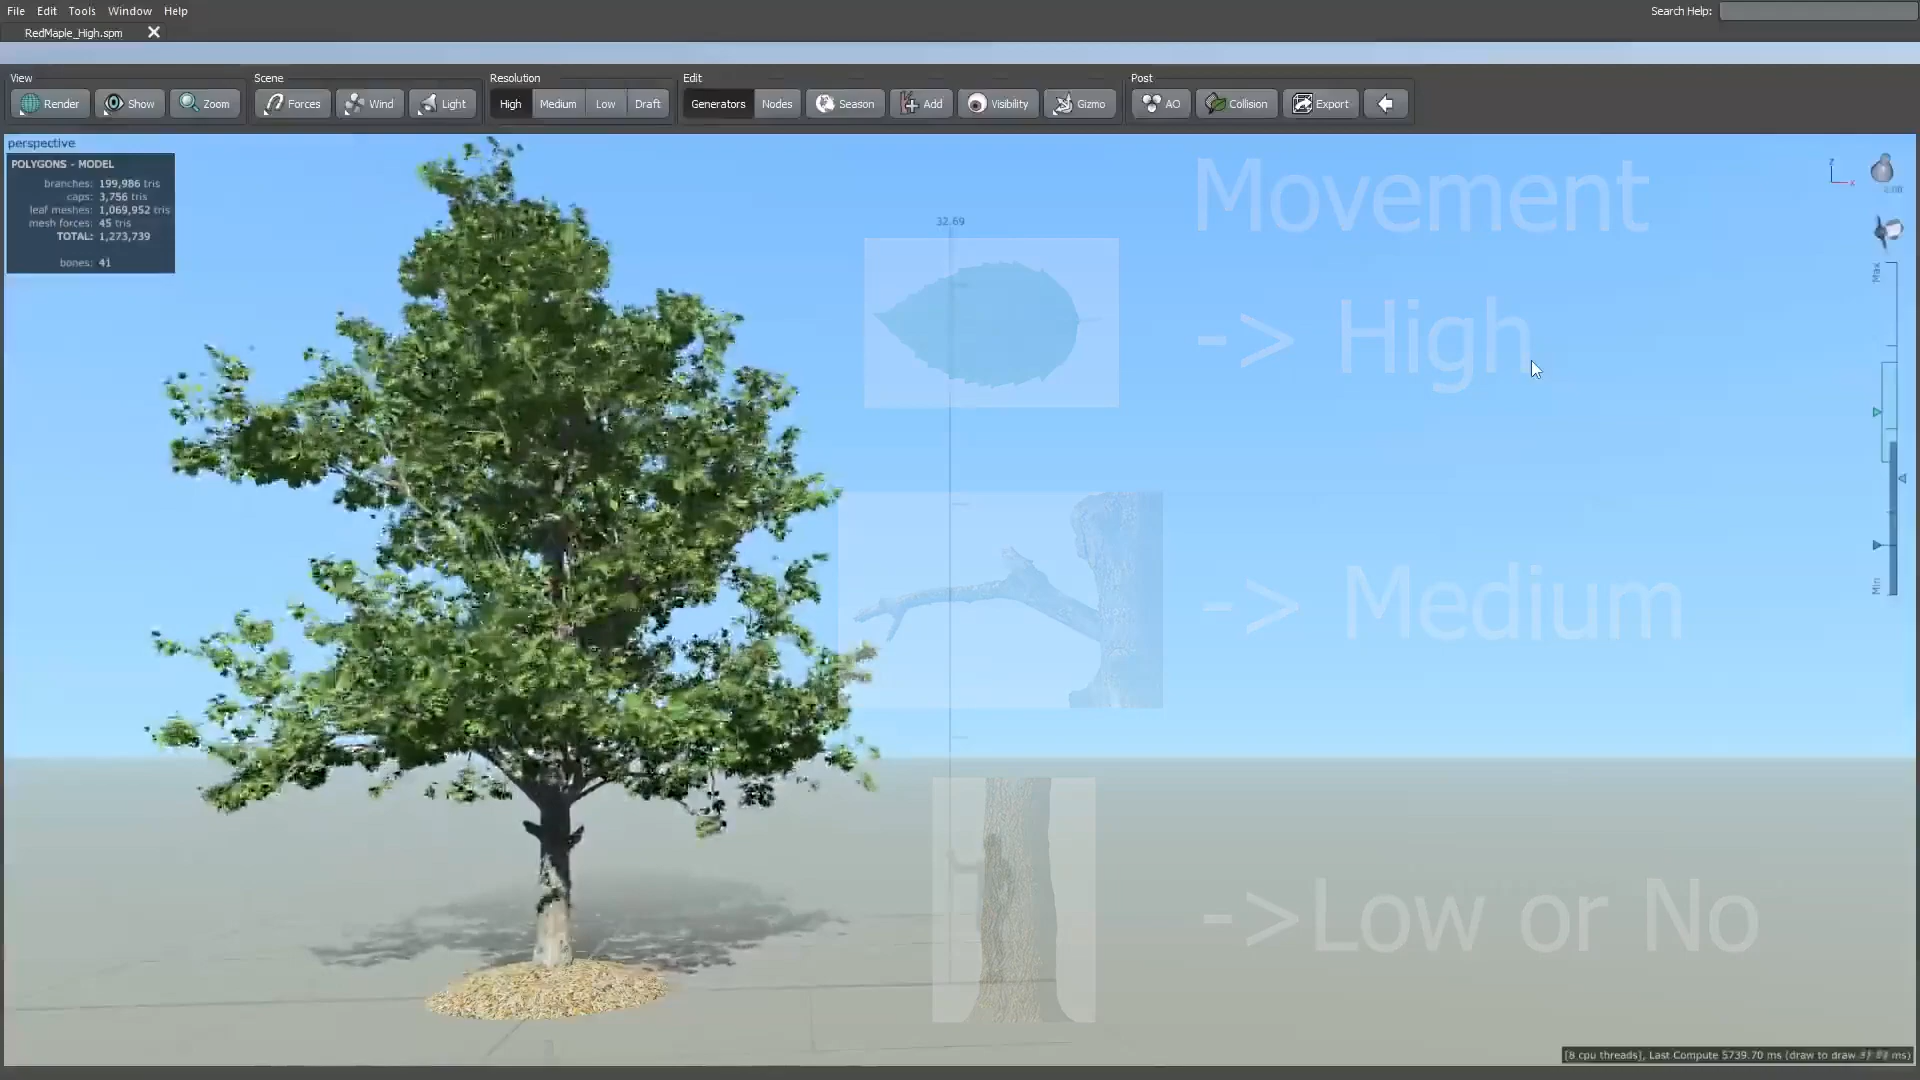 File Edit Tools Window Help
Search Help:
RedMaple_High.spm
View
Scene
Resolution
Edit
Post
Render Show Zoom
Forces Wind Light
High Medium Low Draft
Generators Nodes Season Add Visibility Gizmo
AO Collision Export
perspective
POLYGONS - MODEL
branches: 199,986 tris
caps: 3,756 tris
leaf meshes: 1,069,952 tris
mesh forces: 45 tris
TOTAL: 1,273,739
bones: 41
32.69
Movement
-> High
-> Medium
->Low or No
Z
X
Max
Min
[8 cpu threads], Last Compute 5739.70 ms (draw to draw ms)